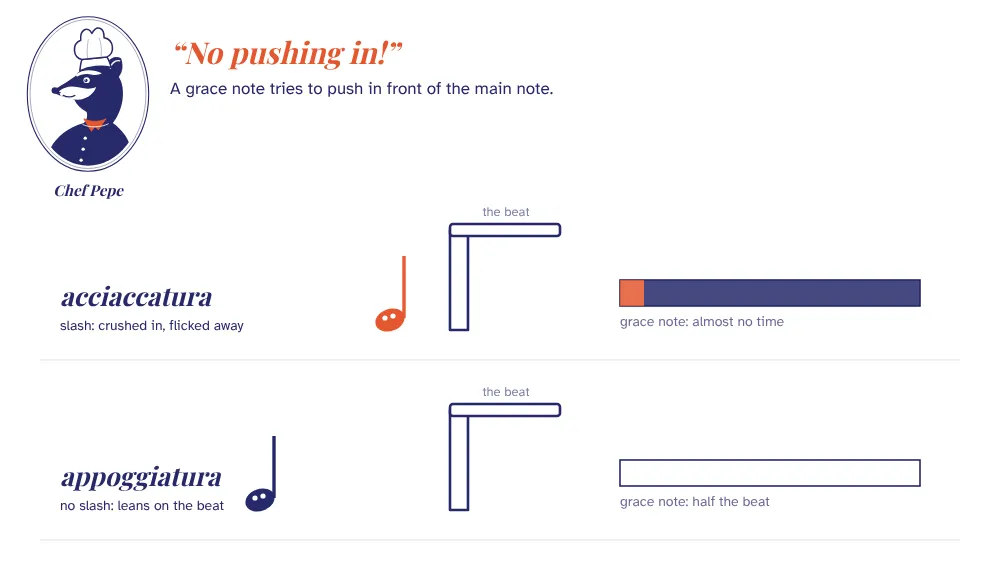 “No pushing in!”
A grace note tries to push in front of the main note.
Chef Pepe
the beat
acciaccatura
slash: crushed in, flicked away
grace note: almost no time
the beat
appoggiatura
no slash: leans on the beat
grace note: half the beat